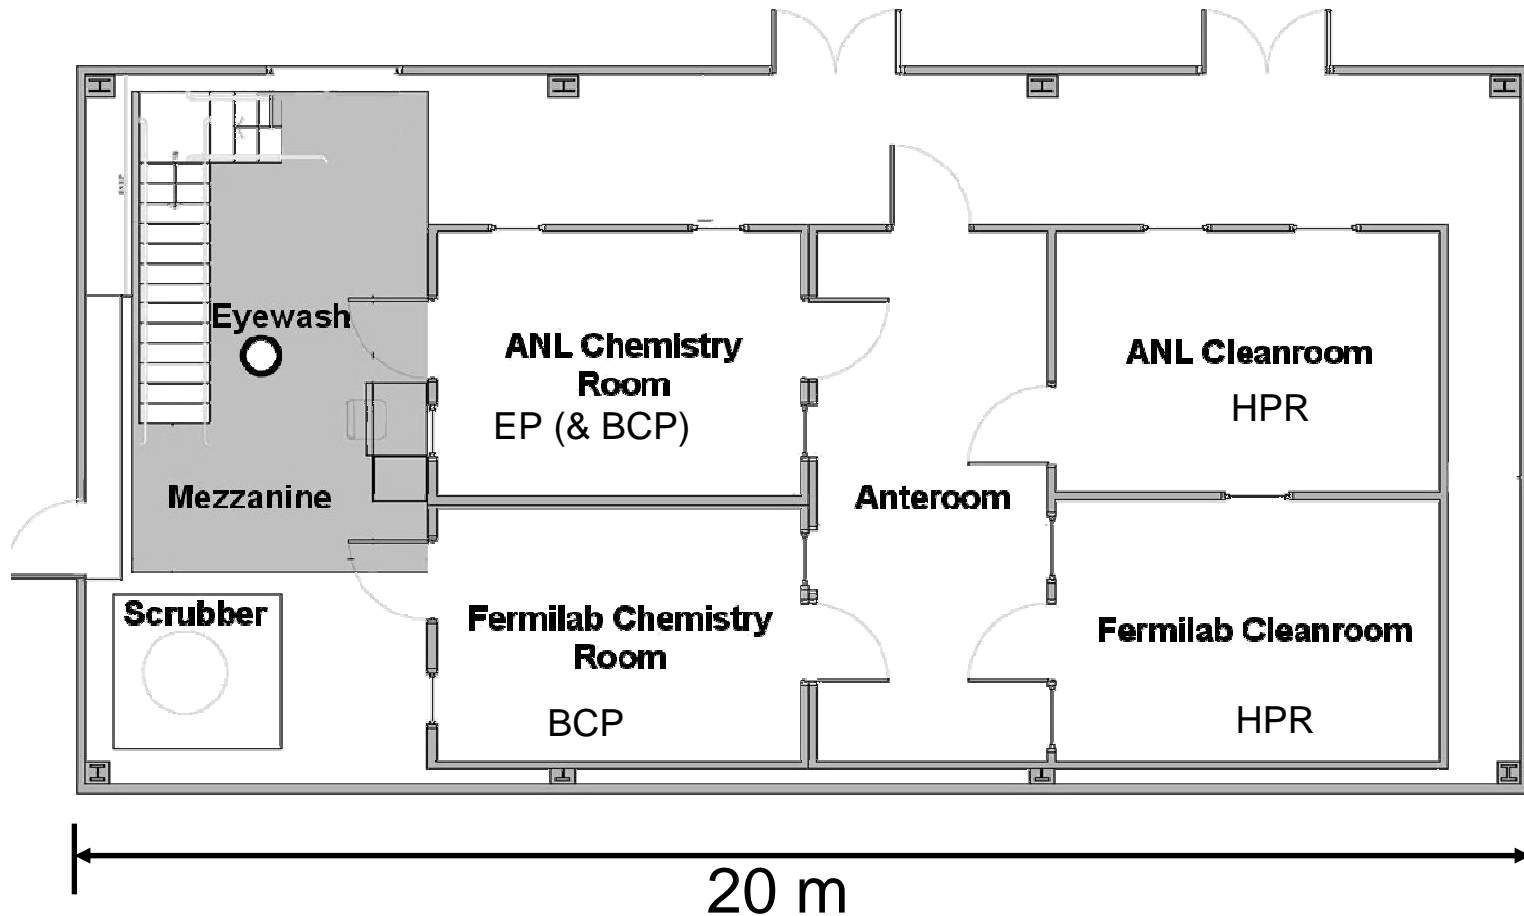 Eyewash
ANL Chemistry
Room
EP (& BCP)
ANL Cleanroom
HPR
Mezzanine
Anteroom
Scrubber
Fermilab Chemistry
Room
BCP
Fermilab Cleanroom
HPR
20 m